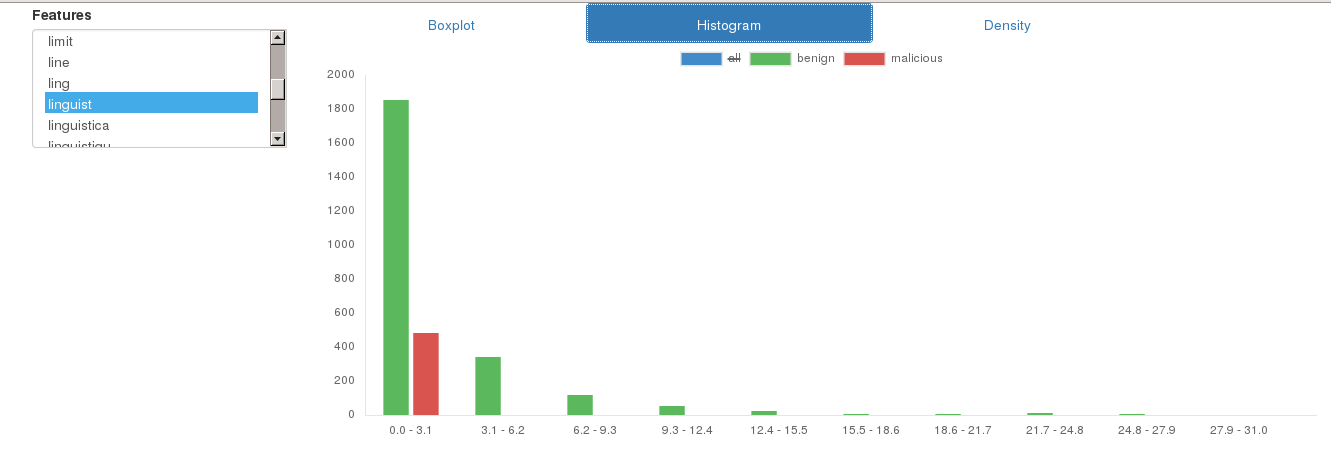 Features
limit
line
ling
linguist
linguistica
linguistiqu
Boxplot Histogram Density
all benign malicious
2000
1800
1600
1400
1200
1000
800
600
400
200
0
0.0 - 3.1 3.1 - 6.2 6.2 - 9.3 9.3 - 12.4 12.4 - 15.5 15.5 - 18.6 18.6 - 21.7 21.7 - 24.8 24.8 - 27.9 27.9 - 31.0